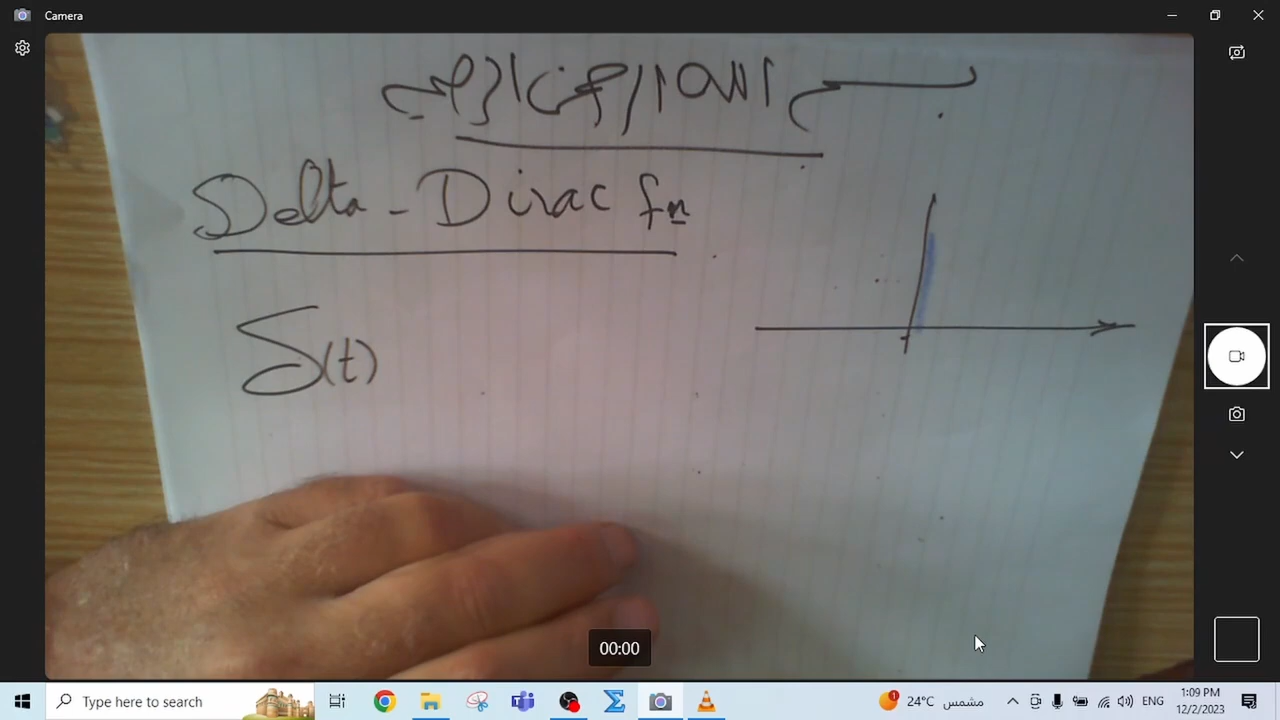 Camera
بسم الله الرحمن الرحيم
Delta - Dirac fn
δ(t)
00:00
Type here to search
1
24°C مشمس
ENG
1:09 PM
12/2/2023